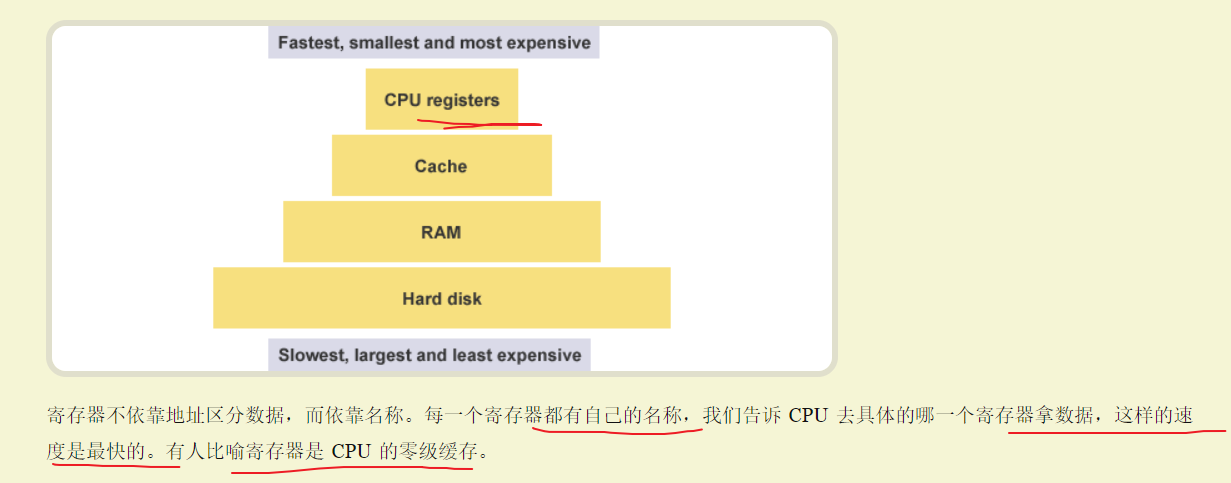 Fastest, smallest and most expensive
CPU registers
Cache
RAM
Hard disk
Slowest, largest and least expensive
寄存器不依靠地址区分数据，而依靠名称。每一个寄存器都有自己的名称，我们告诉 CPU 去具体的哪一个寄存器拿数据，这样的速
度是最快的。有人比喻寄存器是 CPU 的零级缓存。